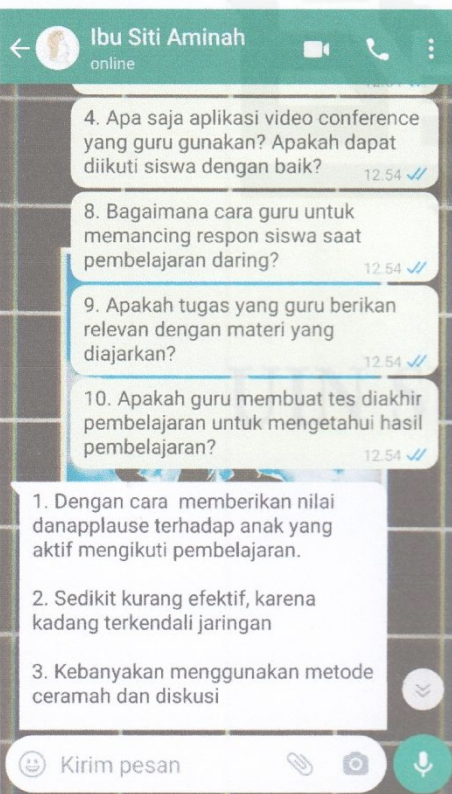 Ibu Siti Aminah
online
4. Apa saja aplikasi video conference
yang guru gunakan? Apakah dapat
diikuti siswa dengan baik?
12.54
8. Bagaimana cara guru untuk
memancing respon siswa saat
pembelajaran daring?
12.54
9. Apakah tugas yang guru berikan
relevan dengan materi yang
diajarkan?
12.54
10. Apakah guru membuat tes diakhir
pembelajaran untuk mengetahui hasil
pembelajaran?
12.54
1. Dengan cara memberikan nilai
danapplause terhadap anak yang
aktif mengikuti pembelajaran.
2. Sedikit kurang efektif, karena
kadang terkendali jaringan
3. Kebanyakan menggunakan metode
ceramah dan diskusi
Kirim pesan